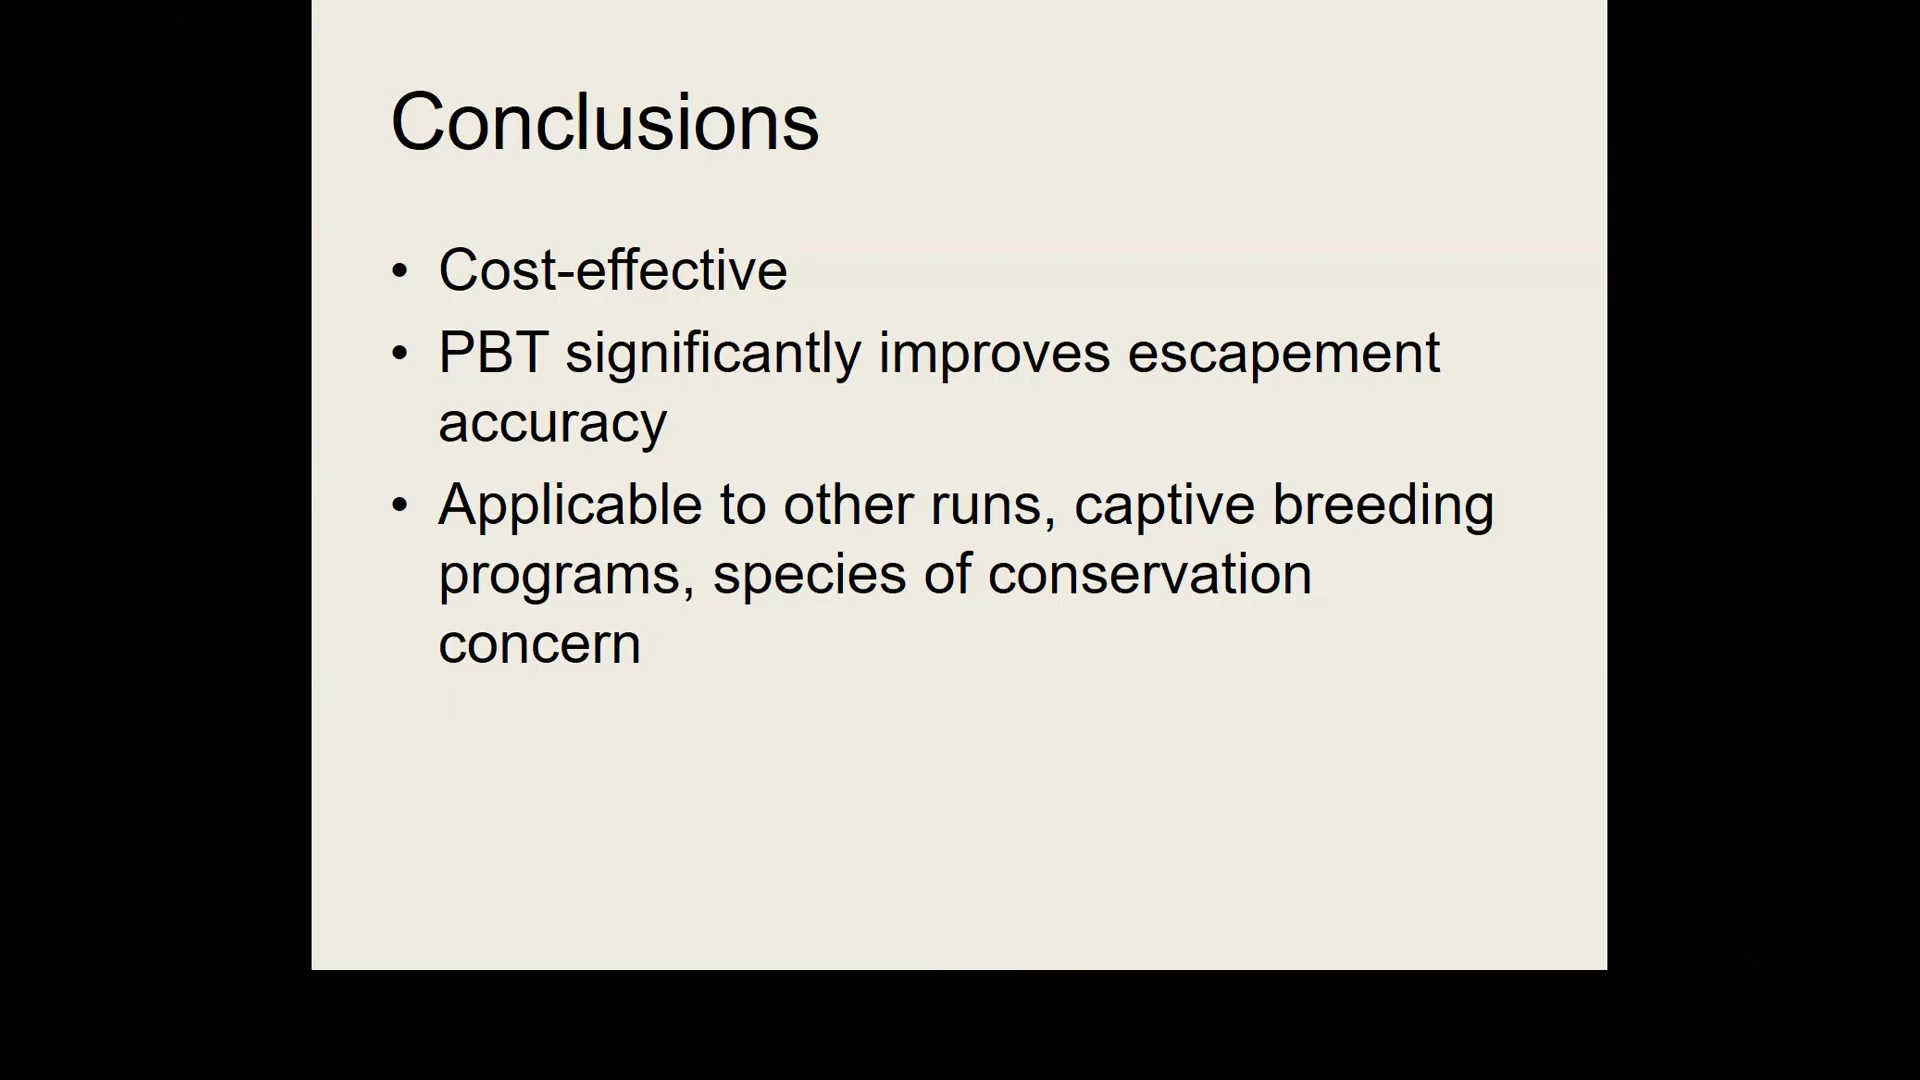 Conclusions
• Cost-effective
• PBT significantly improves escapement
accuracy
• Applicable to other runs, captive breeding
programs, species of conservation
concern